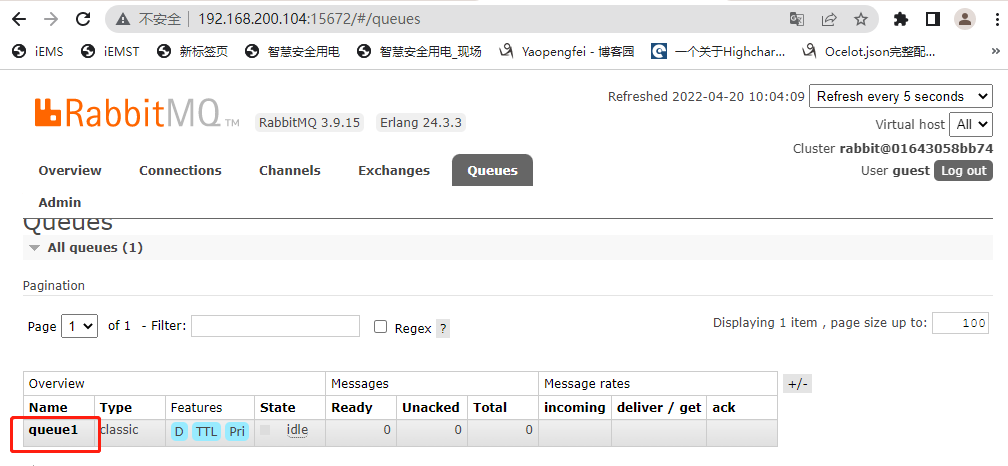 不安全 192.168.200.104:15672/#/queues
iEMS iEMST 新标签页 智慧安全用电 智慧安全用电_现场 Yaopengfei - 博客园 一个关于Highchar... Ocelot.json完整配... »
RabbitMQ TM RabbitMQ 3.9.15 Erlang 24.3.3
Refreshed 2022-04-20 10:04:09 Refresh every 5 seconds
Virtual host All
Cluster rabbit@01643058bb74
User guest Log out
Overview Connections Channels Exchanges Queues
Admin
Queues
All queues (1)
Pagination
Page 1 of 1 - Filter: Regex ? Displaying 1 item , page size up to: 100
Overview Messages Message rates +/-
Name Type Features State Ready Unacked Total incoming deliver / get ack
queue1 classic D TTL Pri idle 0 0 0